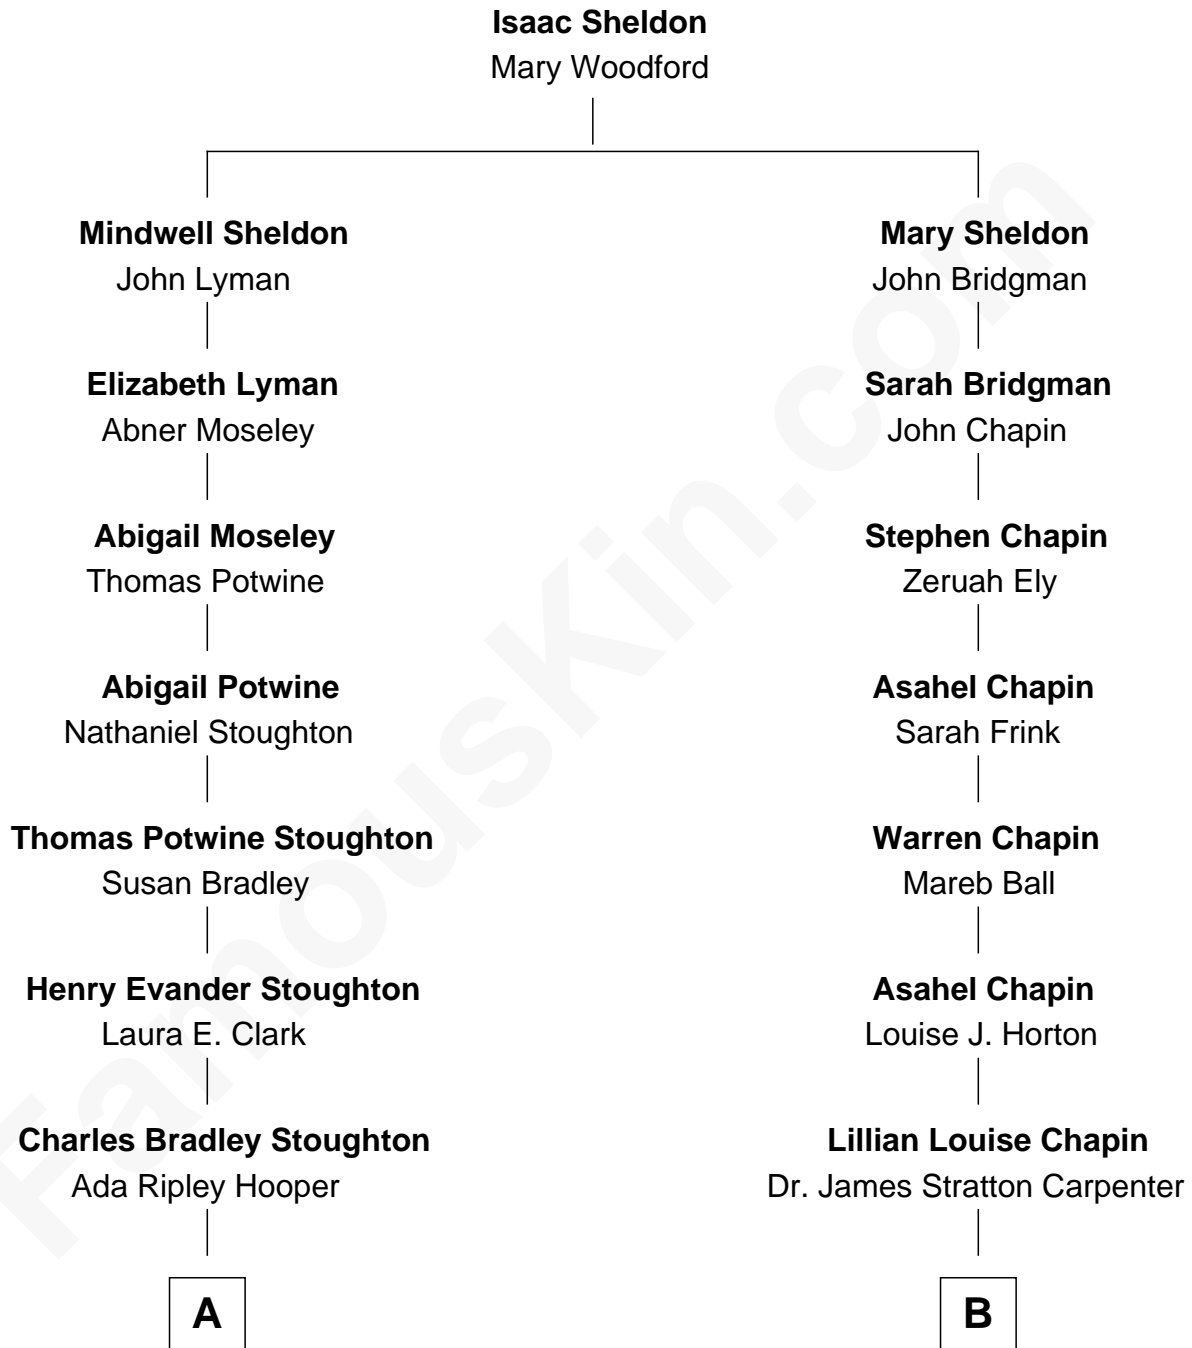 Isaac Sheldon
Mary Woodford
Mindwell Sheldon
John Lyman
Mary Sheldon
John Bridgman
Elizabeth Lyman
Abner Moseley
Sarah Bridgman
John Chapin
Abigail Moseley
Thomas Potwine
Stephen Chapin
Zeruah Ely
Abigail Potwine
Nathaniel Stoughton
Asahel Chapin
Sarah Frink
Thomas Potwine Stoughton
Susan Bradley
Warren Chapin
Mareb Ball
Henry Evander Stoughton
Laura E. Clark
Asahel Chapin
Louise J. Horton
Charles Bradley Stoughton
Ada Ripley Hooper
Lillian Louise Chapin
Dr. James Stratton Carpenter
A
B
FamousKin.com